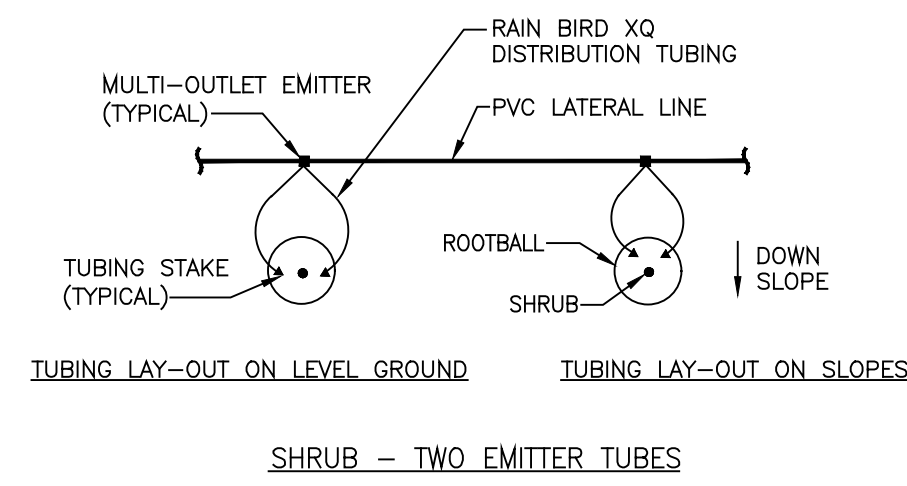 RAIN BIRD XQ
DISTRIBUTION TUBING
MULTI-OUTLET EMITTER
(TYPICAL)
PVC LATERAL LINE
ROOTBALL
TUBING STAKE
(TYPICAL)
SHRUB
DOWN
SLOPE
TUBING LAY-OUT ON LEVEL GROUND
TUBING LAY-OUT ON SLOPES
SHRUB - TWO EMITTER TUBES